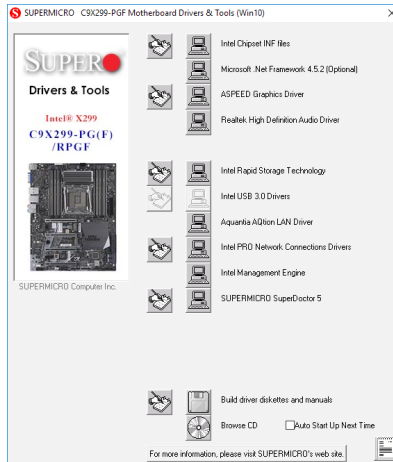 SUPERMICRO C9X299-PGF Motherboard Drivers & Tools (Win10)
SUPER
Drivers & Tools
Intel® X299
C9X299-PG(F)
/RPGF
SUPERMICRO Computer Inc.
Intel Chipset INF files
Microsoft .Net Framework 4.5.2 (Optional)
ASPEED Graphics Driver
Realtek High Definition Audio Driver
Intel Rapid Storage Technology
Intel USB 3.0 Drivers
Aquantia AQtion LAN Driver
Intel PRO Network Connections Drivers
Intel Management Engine
SUPERMICRO SuperDoctor 5
Build driver diskettes and manuals
Browse CD
Auto Start Up Next Time
For more information, please visit SUPERMICRO's web site.